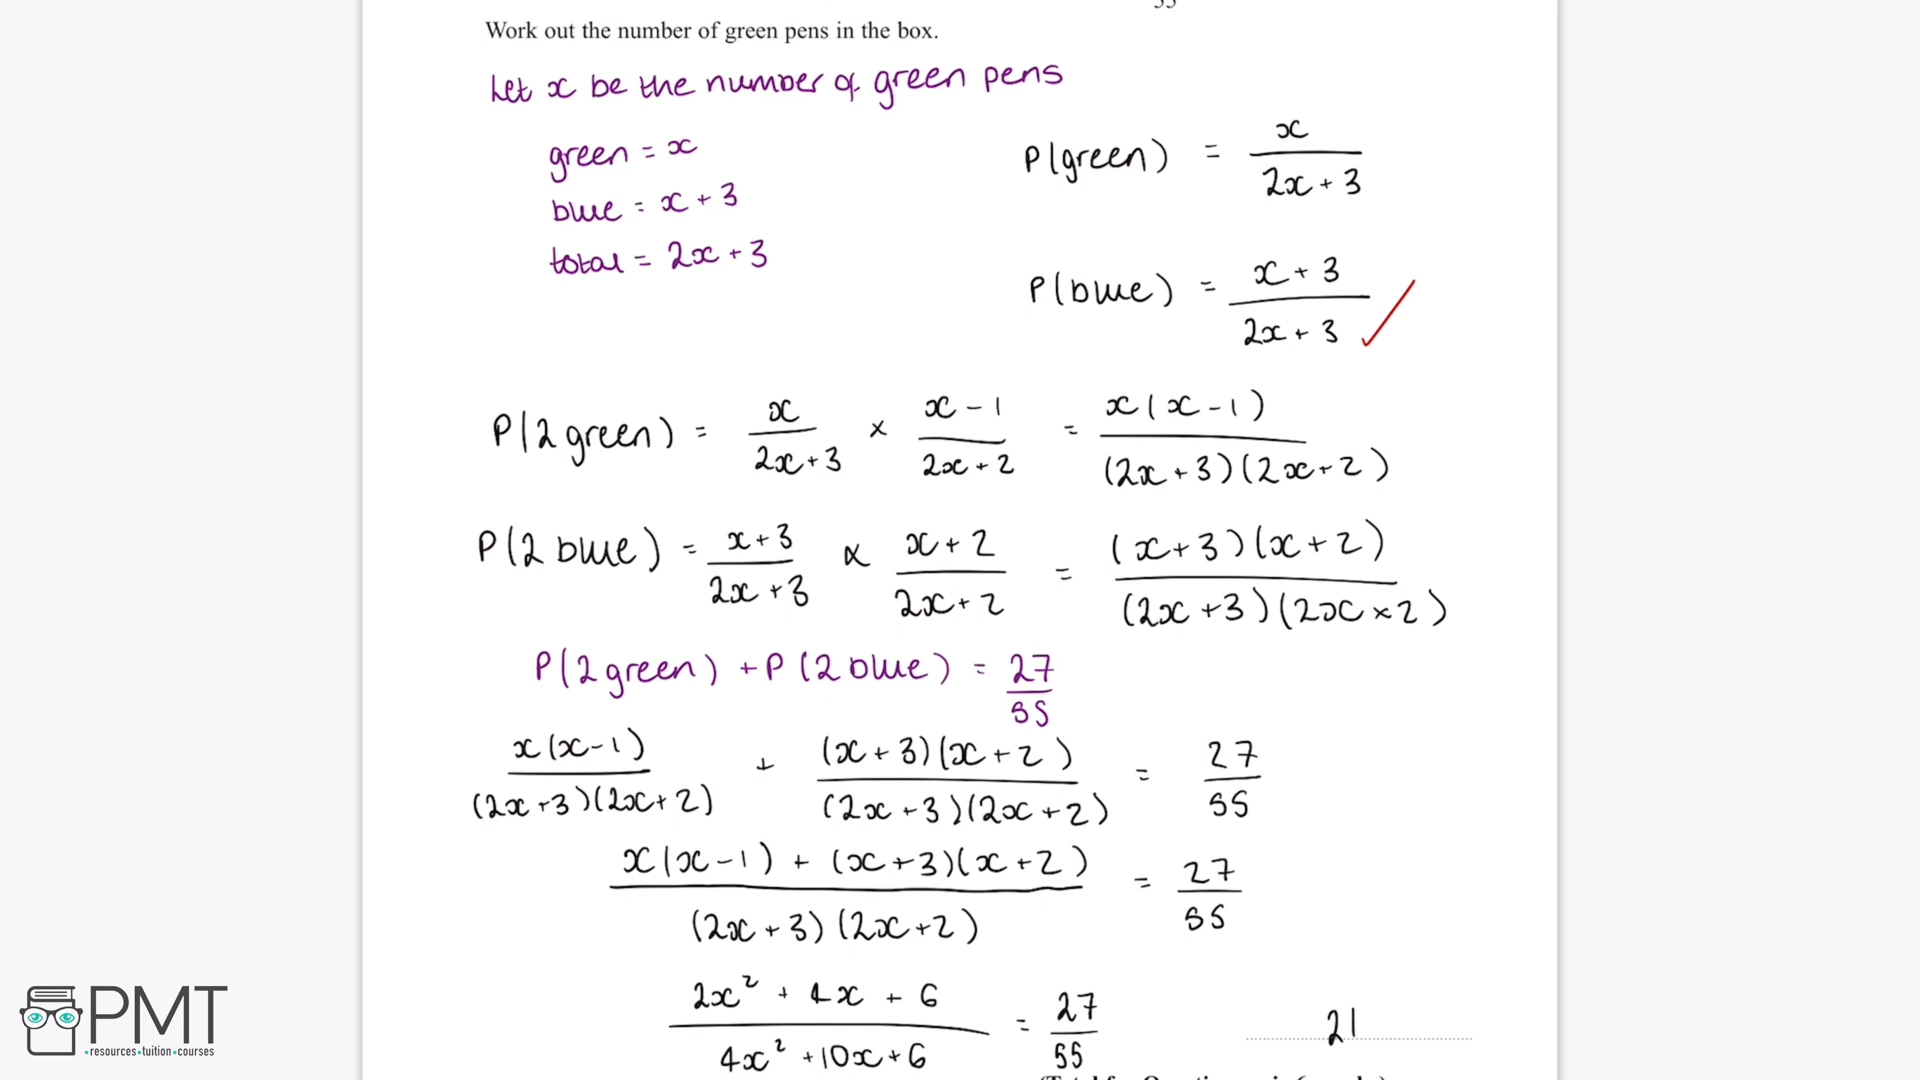 Work out the number of green pens in the box.
Let x be the number of green pens
green = x
blue = x + 3
total = 2x + 3
P(green) = x / 2x + 3
P(blue) = x + 3 / 2x + 3 ✓
P(2 green) = x / 2x+3 × x - 1 / 2x + 2 = x(x - 1) / (2x + 3)(2x + 2)
P(2 blue) = x + 3 / 2x + 3 × x + 2 / 2x + 2 = (x + 3)(x + 2) / (2x + 3)(2x × 2)
P(2 green) + P(2 blue) = 27 / 55
x(x - 1) / (2x + 3)(2x + 2) + (x + 3)(x + 2) / (2x + 3)(2x + 2) = 27 / 55
x(x - 1) + (x + 3)(x + 2) / (2x + 3)(2x + 2) = 27 / 55
2x² + 4x + 6 / 4x² + 10x + 6 = 27 / 55
21
PMT
•resources•tuition•courses